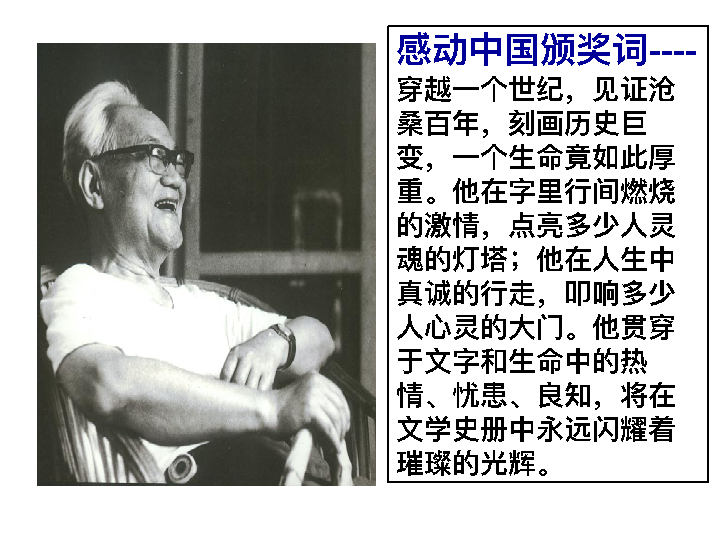 感动中国颁奖词----
穿越一个世纪，见证沧
桑百年，刻画历史巨
变，一个生命竟如此厚
重。他在字里行间燃烧
的激情，点亮多少人灵
魂的灯塔；他在人生中
真诚的行走，叩响多少
人心灵的大门。他贯穿
于文字和生命中的热
情、忧患、良知，将在
文学史册中永远闪耀着
璀璨的光辉。